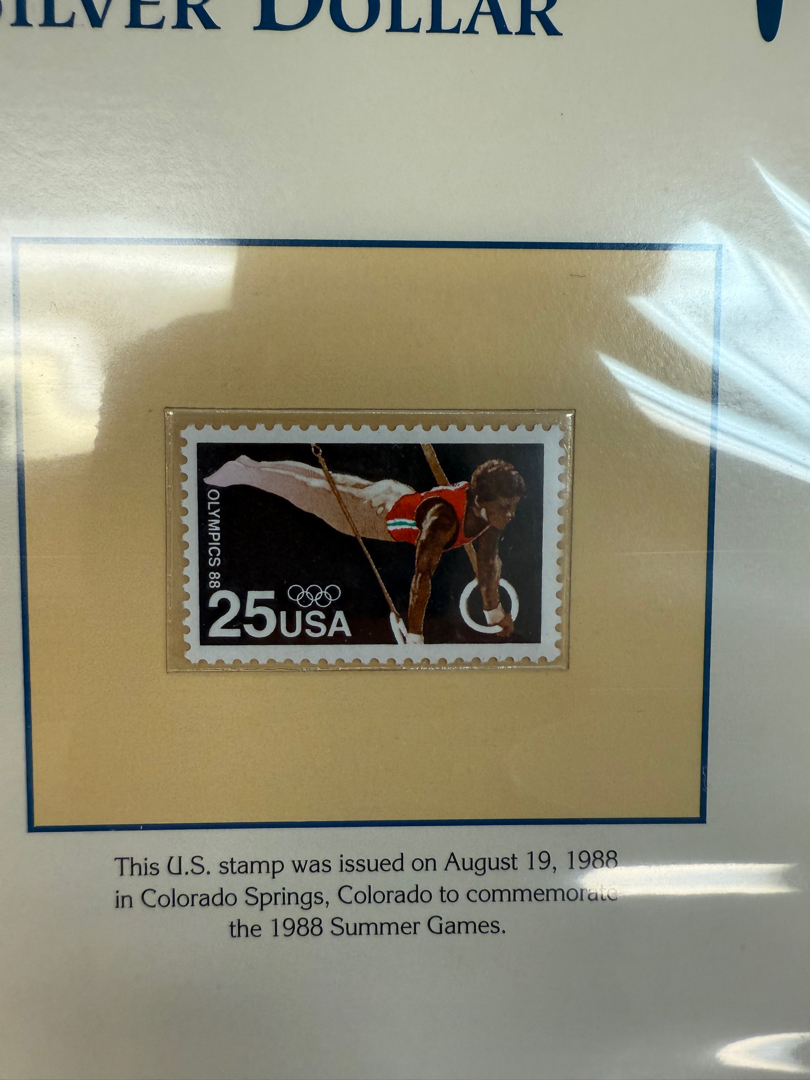 SILVER DOLLAR
OLYMPICS 88
25USA
This U.S. stamp was issued on August 19, 1988
in Colorado Springs, Colorado to commemorate
the 1988 Summer Games.